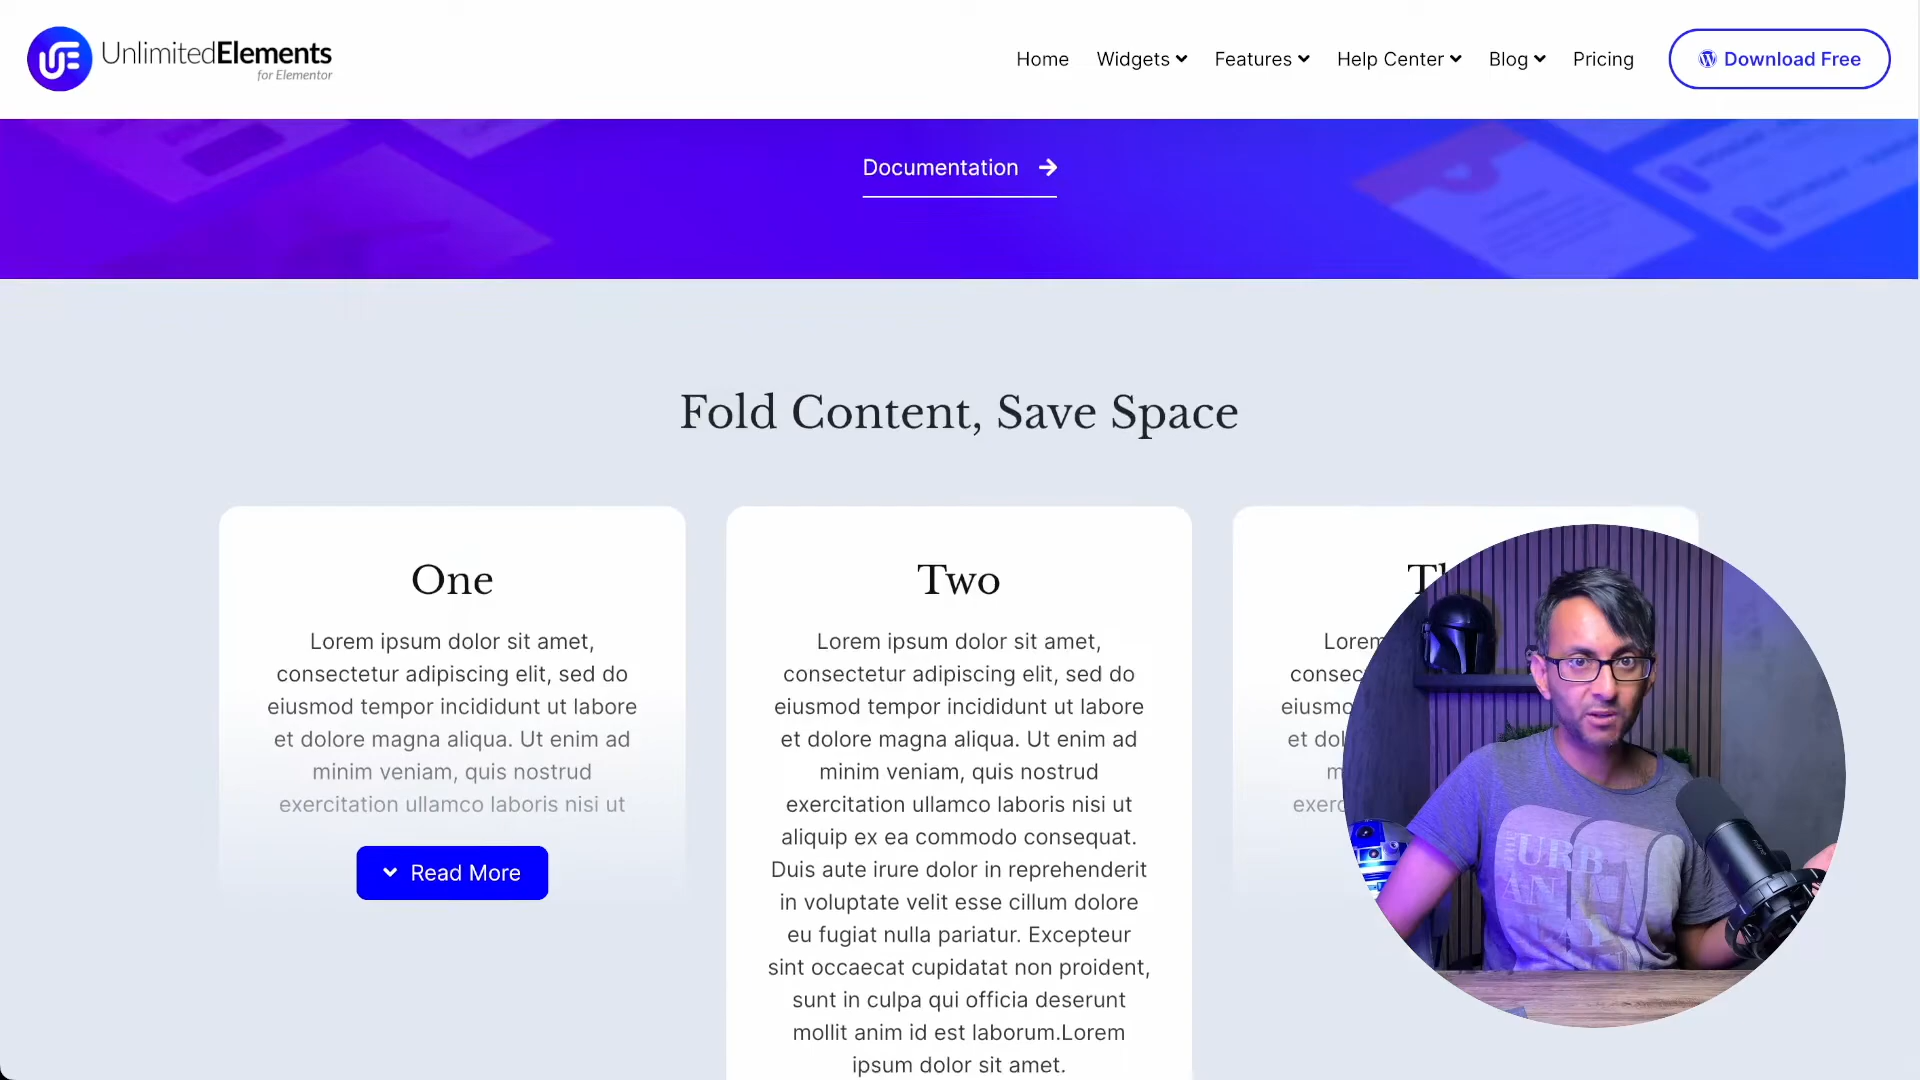 UnlimitedElements
for Elementor
Home
Widgets
Features
Help Center
Blog
Pricing
Download Free
Documentation
Fold Content, Save Space
One
Lorem ipsum dolor sit amet,
consectetur adipiscing elit, sed do
eiusmod tempor incididunt ut labore
et dolore magna aliqua. Ut enim ad
minim veniam, quis nostrud
exercitation ullamco laboris nisi ut
Read More
Two
Lorem ipsum dolor sit amet,
consectetur adipiscing elit, sed do
eiusmod tempor incididunt ut labore
et dolore magna aliqua. Ut enim ad
minim veniam, quis nostrud
exercitation ullamco laboris nisi ut
aliquip ex ea commodo consequat.
Duis aute irure dolor in reprehenderit
in voluptate velit esse cillum dolore
eu fugiat nulla pariatur. Excepteur
sint occaecat cupidatat non proident,
sunt in culpa qui officia deserunt
mollit anim id est laborum.Lorem
ipsum dolor sit amet.
Lorem
et
URB
AN